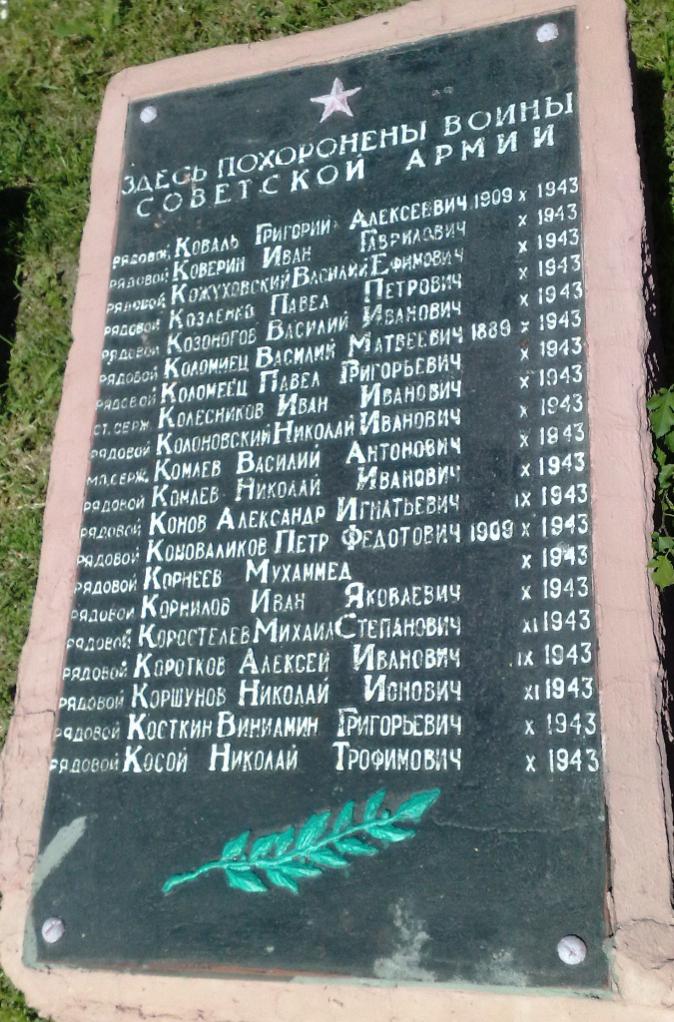 ЗДЕСЬ ПОХОРОНЕНЫ ВОИНЫ
СОВЕТСКОЙ АРМИИ
РЯДОВОЙ КОВАЛЬ ГРИГОРИЙ АЛЕКСЕЕВИЧ 1909 X 1943
РЯДОВОЙ КОВЕРИН ИВАН ГАВРИЛОВИЧ X 1943
РЯДОВОЙ КОЖУХОВСКИЙ ВАСИЛИЙ ЕФИМОВИЧ X 1943
РЯДОВОЙ КОЗЛЕНКО ПАВЕЛ ПЕТРОВИЧ X 1943
РЯДОВОЙ КОЗОНОГОВ ВАСИЛИЙ ИВАНОВИЧ X 1943
РЯДОВОЙ КОЛОМИЕЦ ВАСИЛИЙ МАТВЕЕВИЧ 1889 X 1943
РЯДОВОЙ КОЛОМЕЕЦ ПАВЕЛ ГРИГОРЬЕВИЧ X 1943
СТ. СЕРЖ. КОЛЕСНИКОВ ИВАН ИВАНОВИЧ X 1943
РЯДОВОЙ КОЛОНОВСКИЙ НИКОЛАЙ ИВАНОВИЧ X 1943
МЛ. СЕРЖ. КОМЛЕВ ВАСИЛИЙ АНТОНОВИЧ X 1943
РЯДОВОЙ КОМЛЕВ НИКОЛАЙ ИВАНОВИЧ X 1943
РЯДОВОЙ КОНОВ АЛЕКСАНДР ИГНАТЬЕВИЧ IX 1943
РЯДОВОЙ КОНОВАЛИКОВ ПЕТР ФЕДОТОВИЧ 1909 X 1943
РЯДОВОЙ КОРНЕЕВ МУХАММЕД X 1943
РЯДОВОЙ КОРНИЛОВ ИВАН ЯКОВЛЕВИЧ X 1943
РЯДОВОЙ КОРОСТЕЛЕВ МИХАИЛ СТЕПАНОВИЧ XI 1943
РЯДОВОЙ КОРОТКОВ АЛЕКСЕЙ ИВАНОВИЧ IX 1943
РЯДОВОЙ КОРШУНОВ НИКОЛАЙ ИОНОВИЧ XI 1943
РЯДОВОЙ КОСТКИН ВИНИАМИН ГРИГОРЬЕВИЧ X 1943
РЯДОВОЙ КОСОЙ НИКОЛАЙ ТРОФИМОВИЧ X 1943